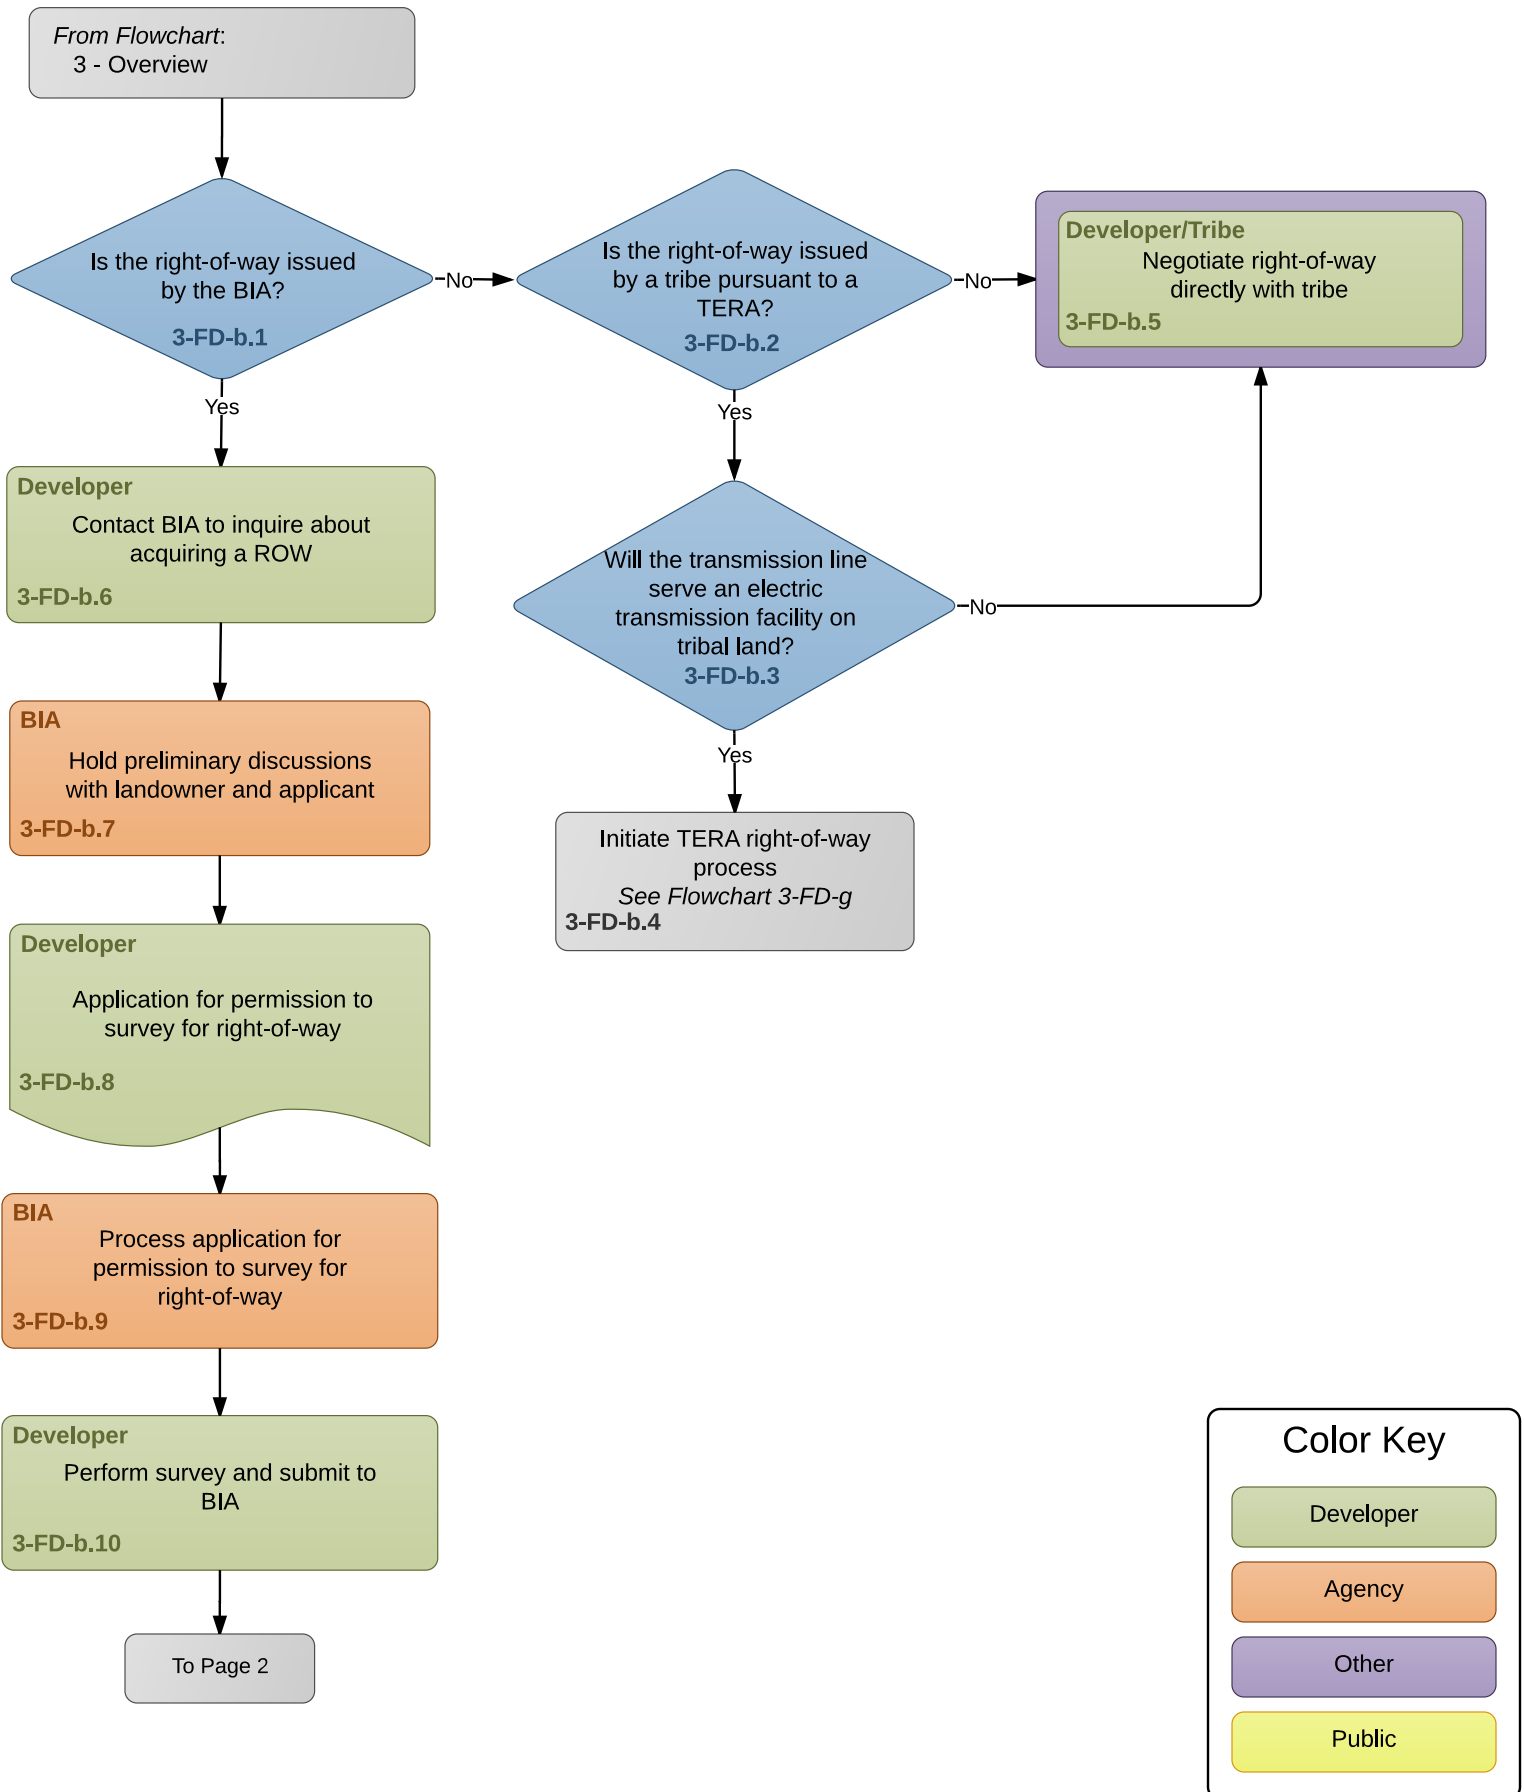 From Flowchart:
3 - Overview
Is the right-of-way issued
by the BIA?
3-FD-b.1
No
Is the right-of-way issued
by a tribe pursuant to a
TERA?
3-FD-b.2
No
Developer/Tribe
Negotiate right-of-way
directly with tribe
3-FD-b.5
Yes
Yes
Developer
Contact BIA to inquire about
acquiring a ROW
3-FD-b.6
Will the transmission line
serve an electric
transmission facility on
tribal land?
3-FD-b.3
No
Yes
BIA
Hold preliminary discussions
with landowner and applicant
3-FD-b.7
Initiate TERA right-of-way
process
See Flowchart 3-FD-g
3-FD-b.4
Developer
Application for permission to
survey for right-of-way
3-FD-b.8
BIA
Process application for
permission to survey for
right-of-way
3-FD-b.9
Developer
Perform survey and submit to
BIA
3-FD-b.10
To Page 2
Color Key
Developer
Agency
Other
Public